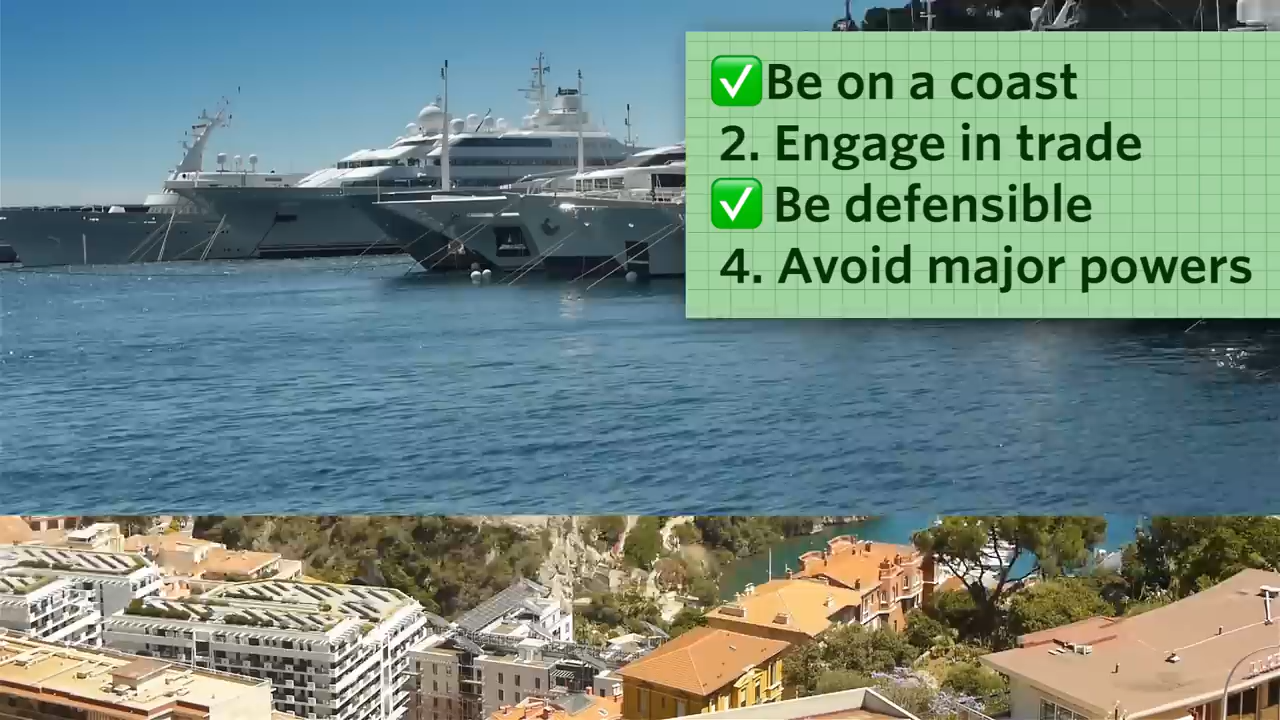 ✅Be on a coast
2. Engage in trade
✅ Be defensible
4. Avoid major powers